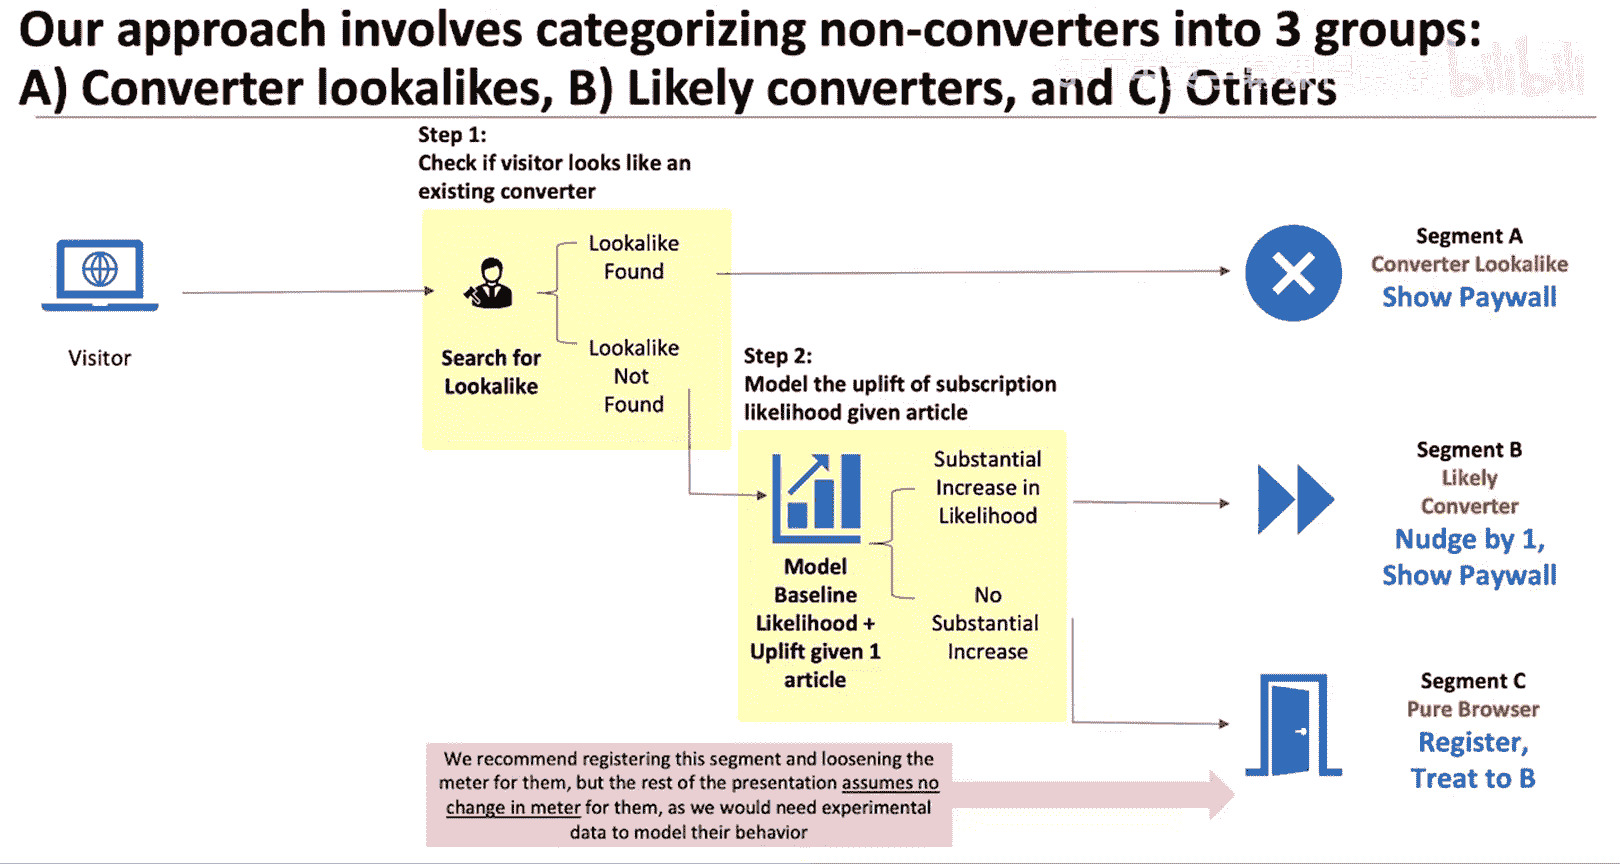 Our approach involves categorizing non-converters into 3 groups:
A) Converter lookalikes, B) Likely converters, and C) Others
bilibili
Step 1:
Check if visitor looks like an
existing converter
Visitor
Search for
Lookalike
Lookalike
Found
Lookalike
Not
Found
Segment A
Converter Lookalike
Show Paywall
Step 2:
Model the uplift of subscription
likelihood given article
Model
Baseline
Likelihood +
Uplift given 1
article
Substantial
Increase in
Likelihood
No
Substantial
Increase
Segment B
Likely
Converter
Nudge by 1,
Show Paywall
Segment C
Pure Browser
Register,
Treat to B
We recommend registering this segment and loosening the
meter for them, but the rest of the presentation assumes no
change in meter for them, as we would need experimental
data to model their behavior